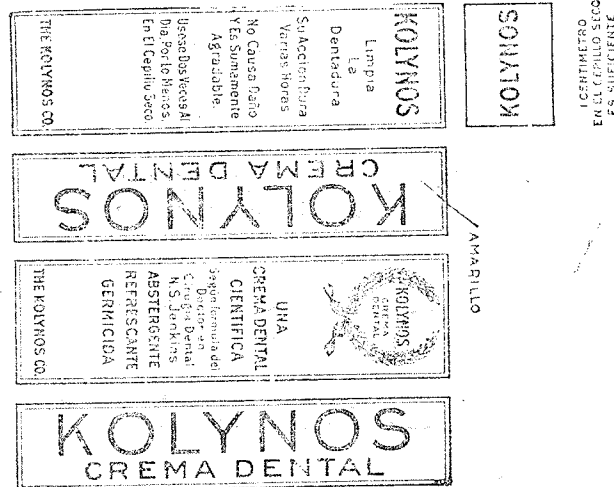 KOLYNOS
Limpia
La
Dentadura
Su Accion Dura
Varias Horas
No Causa Daño
Y Es Sumamente
Agradable.
Usese Dos Veces Al
Dia, Por lo Menos,
En El Cepillo Seco.
THE KOLYNOS CO.
KOLYNOS
1 CENTIMETRO
EN EL CEPILLO SECO
ES SUFICIENTE
KOLYNOS
CREMA DENTAL
AMARILLO
KOLYNOS
CREMA
DENTAL
UNA
CREMA DENTAL
CIENTIFICA
Según formula del
Doctor en
Cirugia Dental
N.S. Jenkins
ABSTERGENTE
REFRESCANTE
GERMICIDA
THE KOLYNOS CO.
KOLYNOS
CREMA DENTAL